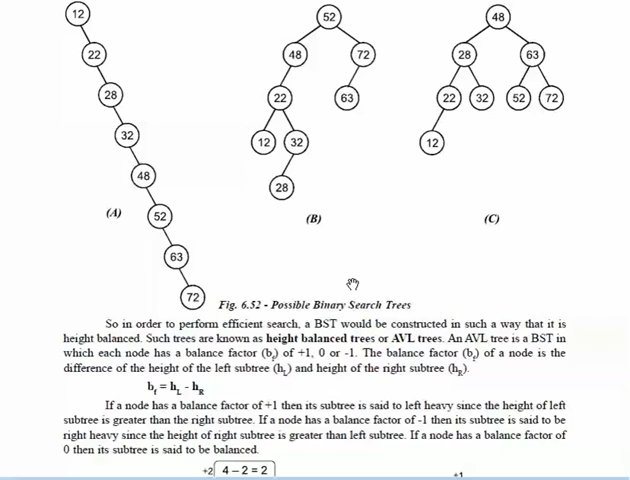 12 52 48
22 48 72 28 63
28 22 63 22 32 52 72
32 12 32 12
48 28
(A) 52 (B) (C)
63
72
Fig. 6.52 - Possible Binary Search Trees
So in order to perform efficient search, a BST would be constructed in such a way that it is
height balanced. Such trees are known as height balanced trees or AVL trees. An AVL tree is a BST in
which each node has a balance factor (bf) of +1, 0 or -1. The balance factor (bf) of a node is the
difference of the height of the left subtree (hL) and height of the right subtree (hR).
bf = hL - hR
If a node has a balance factor of +1 then its subtree is said to left heavy since the height of left
subtree is greater than the right subtree. If a node has a balance factor of -1 then its subtree is said to be
right heavy since the height of right subtree is greater than left subtree. If a node has a balance factor of
0 then its subtree is said to be balanced.
+2 4 – 2 = 2 +1